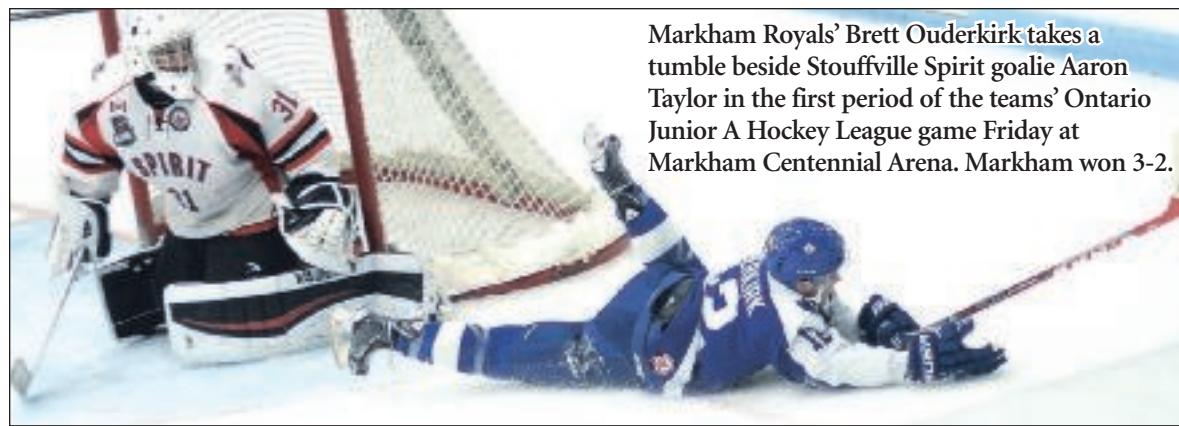 Markham Royals’ Brett Ouderkirk takes a
tumble beside Stouffville Spirit goalie Aaron
Taylor in the first period of the teams’ Ontario
Junior A Hockey League game Friday at
Markham Centennial Arena. Markham won 3-2.
31
SPIRIT
31